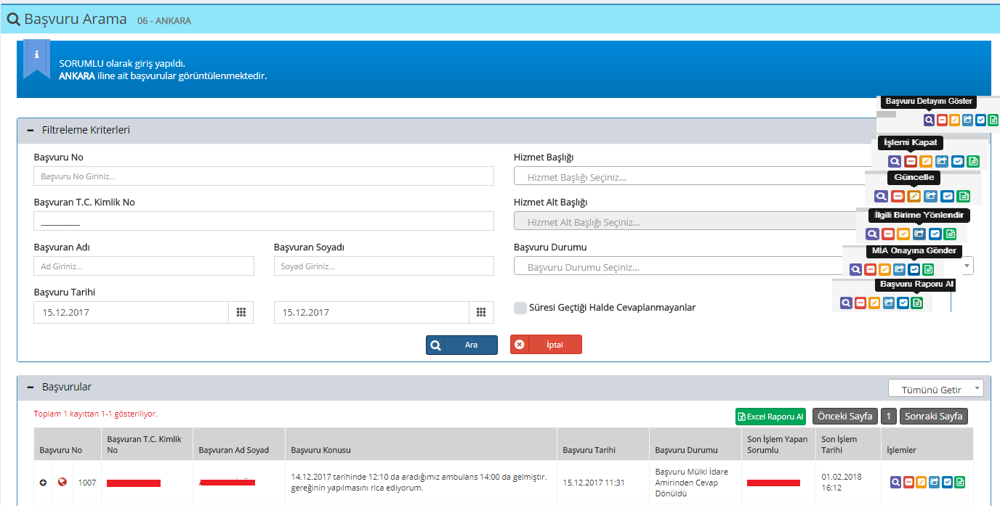 Başvuru Arama 06 - ANKARA
SORUMLU olarak giriş yapıldı.
ANKARA iline ait başvurular görüntülenmektedir.
Başvuru Detayını Göster
İşlemi Kapat
Güncelle
İlgili Birime Yönlendir
MİA Onayına Gönder
Başvuru Raporu Al
Filtreleme Kriterleri
Başvuru No
Başvuru No Giriniz...
Hizmet Başlığı
Hizmet Başlığı Seçiniz...
Başvuran T.C. Kimlik No
___________
Hizmet Alt Başlığı
Hizmet Alt Başlığı Seçiniz...
Başvuran Adı
Ad Giriniz...
Başvuran Soyadı
Soyad Giriniz...
Başvuru Durumu
Başvuru Durumu Seçiniz...
Başvuru Tarihi
15.12.2017
15.12.2017
Süresi Geçtiği Halde Cevaplanmayanlar
Ara
İptal
Başvurular
Tümünü Getir
Toplam 1 kayıttan 1-1 gösteriliyor.
Excel Raporu Al
Önceki Sayfa
1
Sonraki Sayfa
Başvuru No
Başvuran T.C. Kimlik
No
Başvuran Ad Soyad
Başvuru Konusu
Başvuru Tarihi
Başvuru Durumu
Son İşlem Yapan
Sorumlu
Son İşlem
Tarihi
İşlemler
1007
14.12.2017 tarihinde 12:10 da aradığımız ambulans 14:00 da gelmiştir.
gereğinin yapılmasını rica ediyorum.
15.12.2017 11:31
Başvuru Mülki İdare
Amirinden Cevap
Dönüldü
01.02.2018
16:12